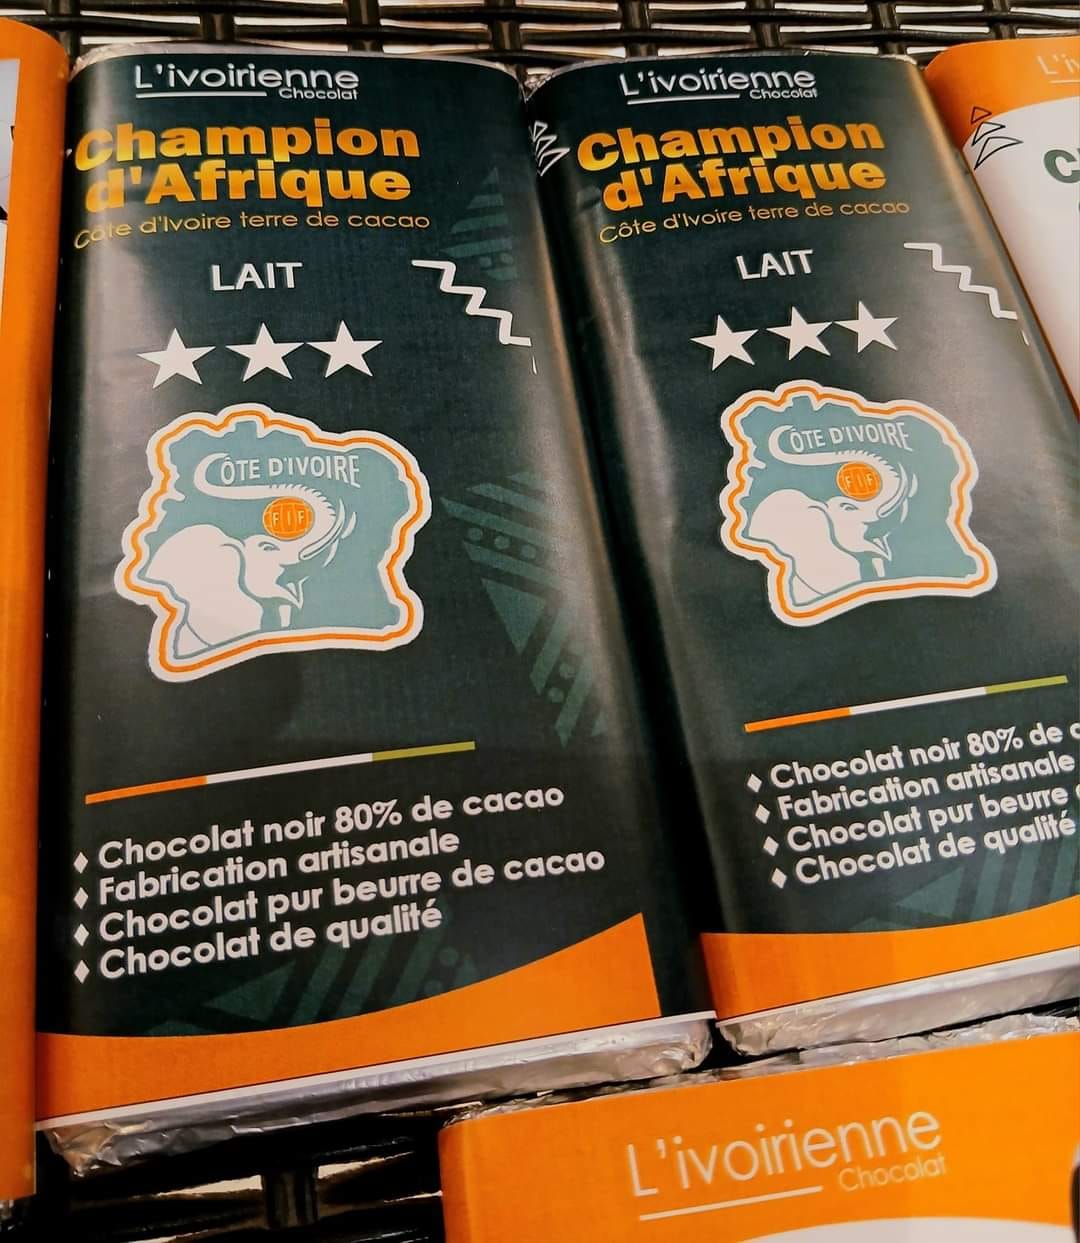 L'ivoirienne
Chocolat
Champion
d'Afrique
Côte d'Ivoire terre de cacao
LAIT
CÔTE D'IVOIRE
FIF
Chocolat noir 80% de cacao
Fabrication artisanale
Chocolat pur beurre de cacao
Chocolat de qualité
L'ivoirienne
Chocolat
Champion
d'Afrique
Côte d'Ivoire terre de cacao
LAIT
CÔTE D'IVOIRE
FIF
Chocolat noir 80% de
Fabrication artisanale
Chocolat pur beurre
Chocolat de qualité
L'ivoirienne
Chocolat